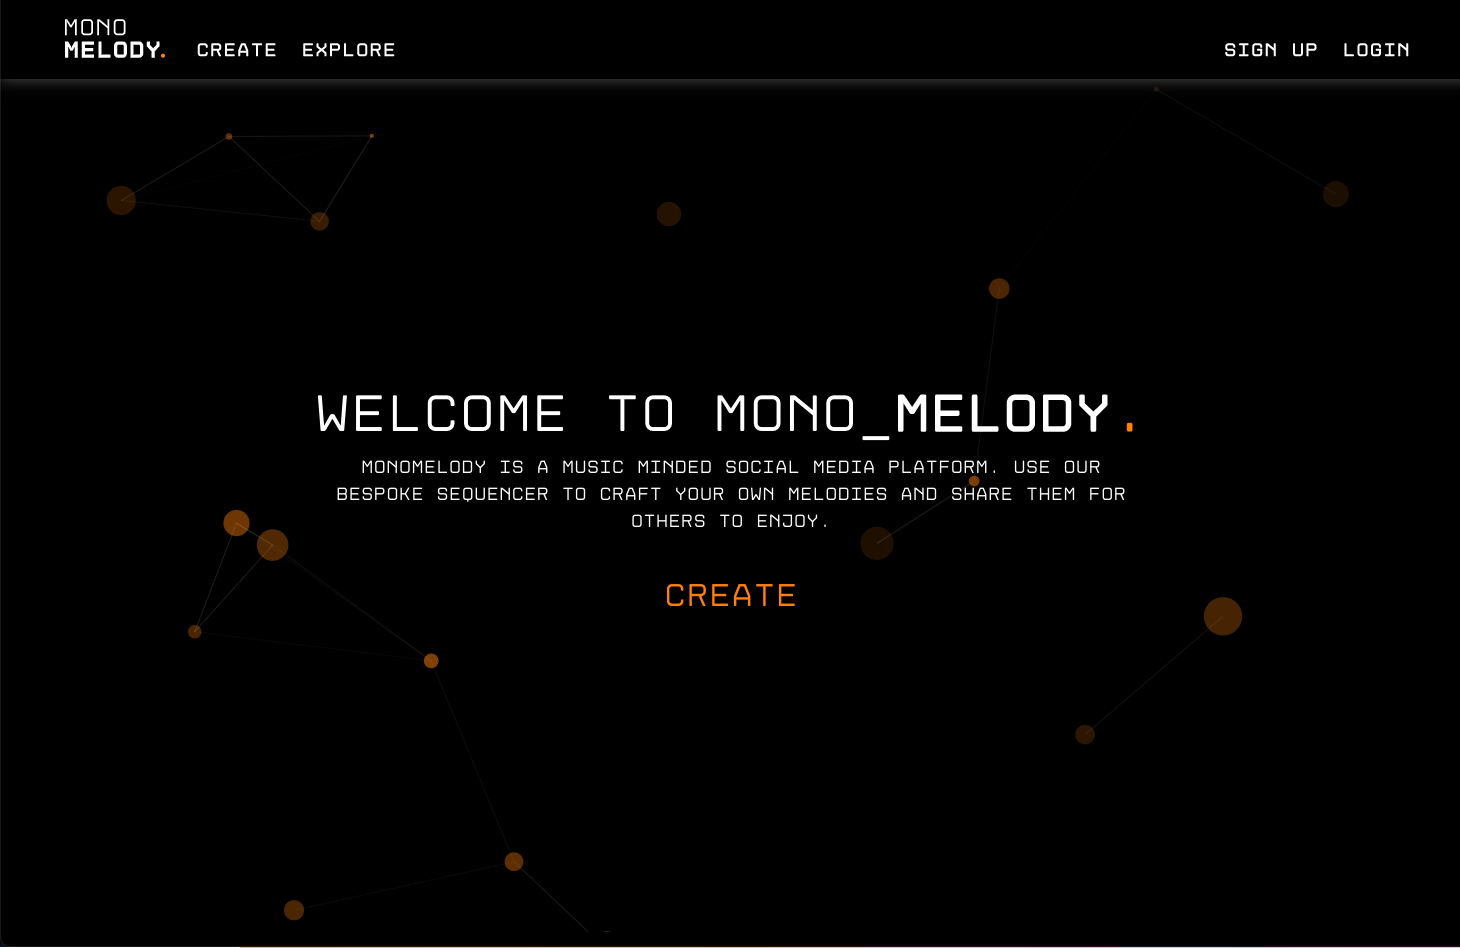 MONO
MELODY.
CREATE EXPLORE
SIGN UP LOGIN
WELCOME TO MONO_MELODY.
MONOMELODY IS A MUSIC MINDED SOCIAL MEDIA PLATFORM. USE OUR
BESPOKE SEQUENCER TO CRAFT YOUR OWN MELODIES AND SHARE THEM FOR
OTHERS TO ENJOY.
CREATE